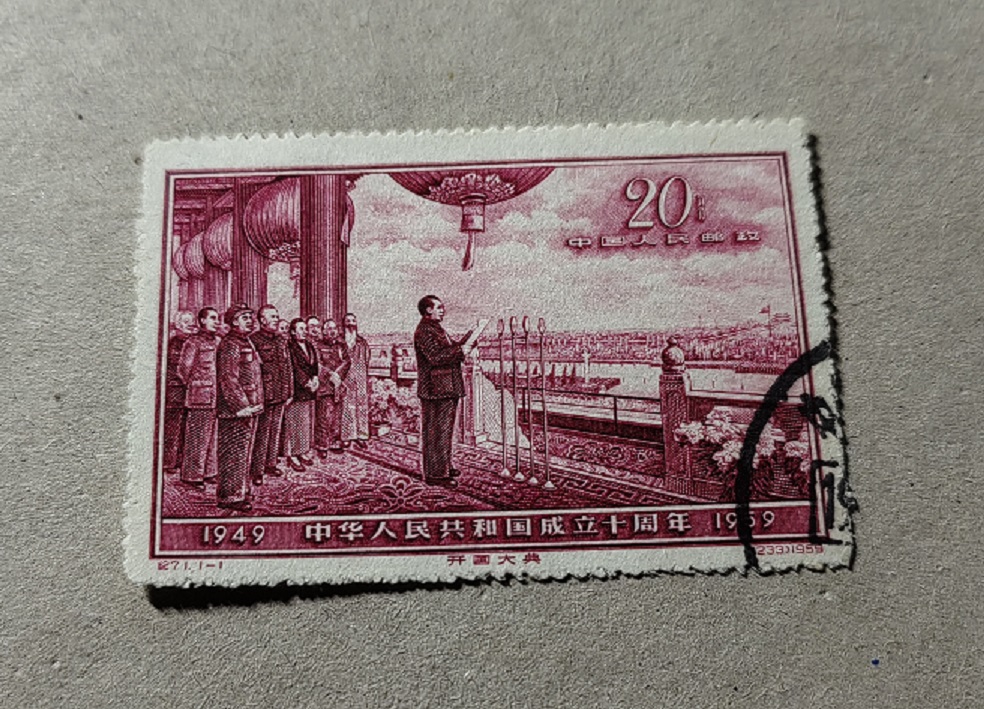 20分
中国人民邮政
1949 中华人民共和国成立十周年 1959
开国大典
纪71.1-1 (233)1959